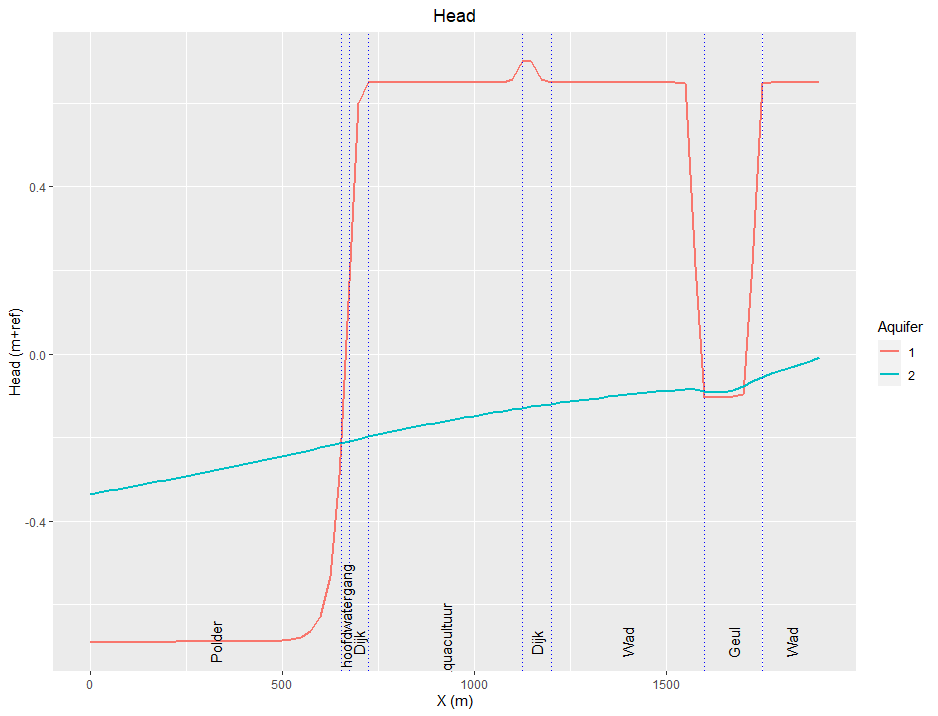 Head
Head (m+ref)
0.4
0.0
-0.4
Polder
hoofdwatergang
Dijk
quacultuur
Dijk
Wad
Geul
Wad
0
500
1000
1500
X (m)
Aquifer
1
2